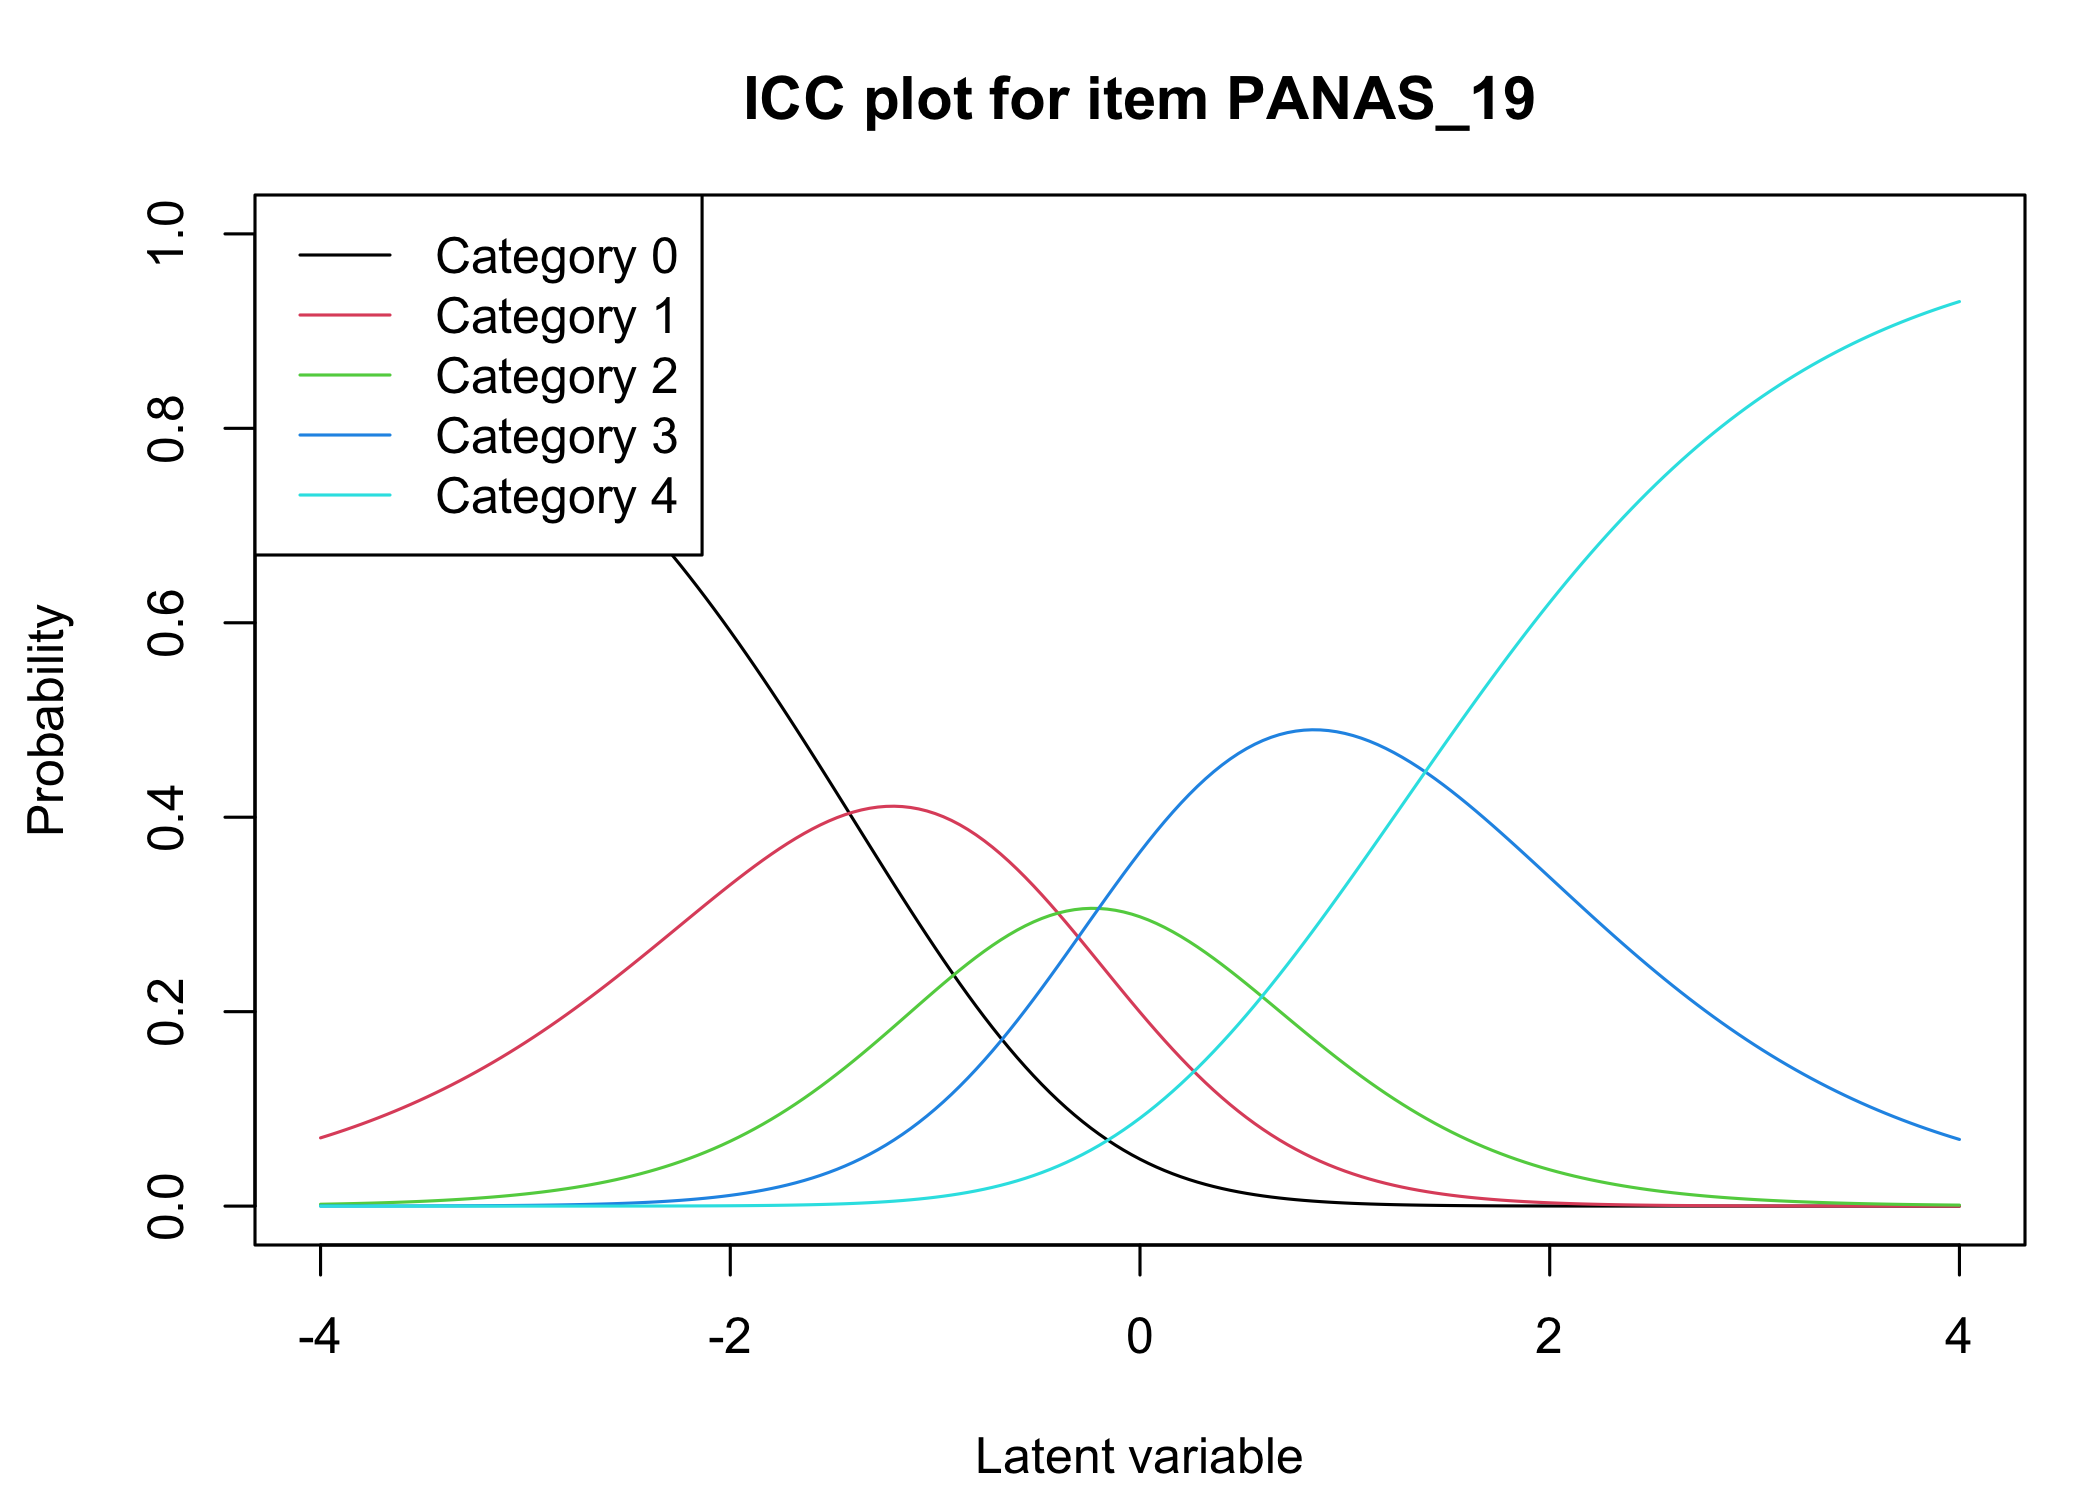 ICC plot for item PANAS_19
Category 0
Category 1
Category 2
Category 3
Category 4
Probability
1.0
0.8
0.6
0.4
0.2
0.0
-4 -2 0 2 4
Latent variable